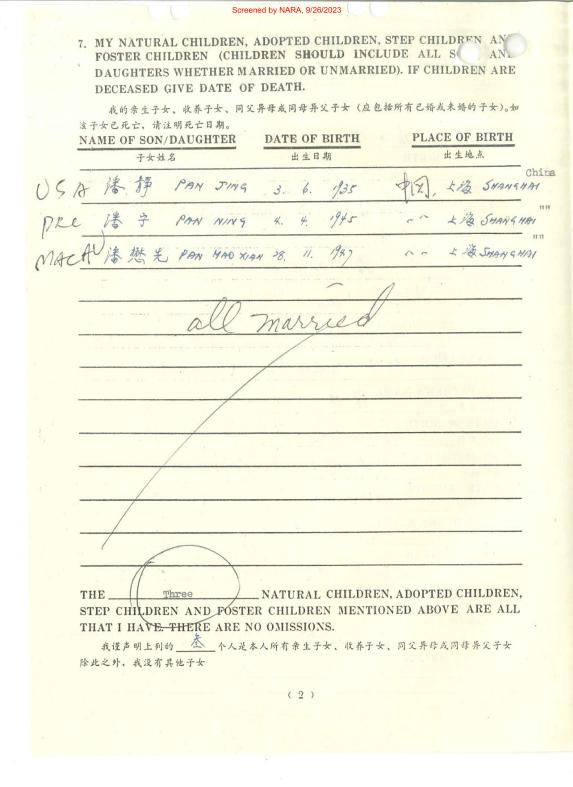 Screened by NARA, 9/26/2023
7. MY NATURAL CHILDREN, ADOPTED CHILDREN, STEP CHILDREN AND
FOSTER CHILDREN (CHILDREN SHOULD INCLUDE ALL S AND
DAUGHTERS WHETHER MARRIED OR UNMARRIED). IF CHILDREN ARE
DECEASED GIVE DATE OF DEATH.
我的亲生子女、收养子女、同父异母或同母异父子女（应包括所有已婚或未婚的子女）。如
该子女已死亡，请注明死亡日期。
NAME OF SON/DAUGHTER DATE OF BIRTH PLACE OF BIRTH
子女姓名 出生日期 出生地点
China
USA 潘靜 PAN JING 3. 6. 1935 中国, 上海 SHANGHAI
PRC 潘宁 PAN NING 4. 4. 1945 " " 上海 SHANGHAI ""
MACAU 潘懋先 PAN MAO XIAN 28. 11. 1947 " " 上海 SHANGHAI ""
all married
THE Three NATURAL CHILDREN, ADOPTED CHILDREN,
STEP CHILDREN AND FOSTER CHILDREN MENTIONED ABOVE ARE ALL
THAT I HAVE. THERE ARE NO OMISSIONS.
我谨声明上列的 叁 个人是本人所有亲生子女、收养子女、同父异母或同母异父子女
除此之外，我没有其他子女
( 2 )